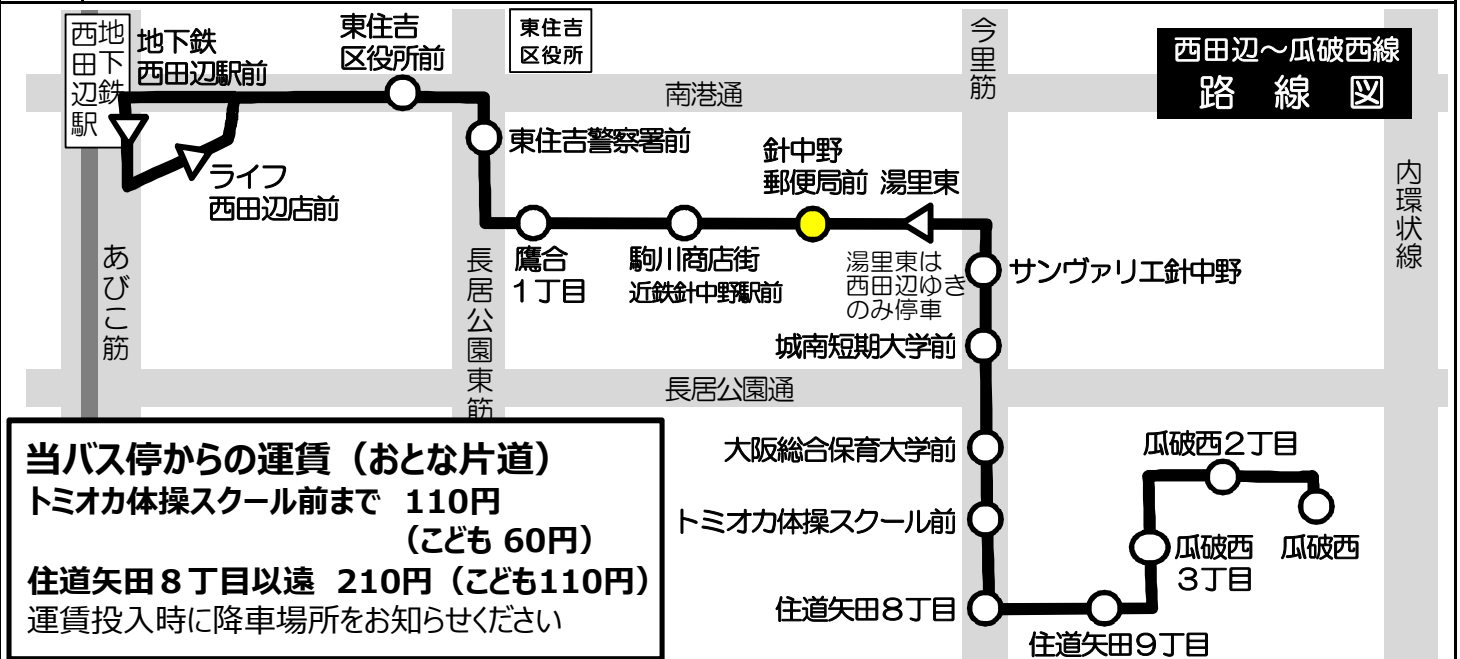 地下鉄
西田辺駅
地下鉄
西田辺駅前
東住吉
区役所前
東住吉
区役所
今里筋
西田辺～瓜破西線
路線図
南港通
東住吉警察署前
針中野
郵便局前
湯里東
ライフ
西田辺店前
内環状線
あびこ筋
長居公園東筋
鷹合
1丁目
駒川商店街
近鉄針中野駅前
湯里東は
西田辺ゆき
のみ停車
サンヴァリエ針中野
城南短期大学前
長居公園通
当バス停からの運賃（おとな片道）
トミオカ体操スクール前まで 110円
（こども 60円）
住道矢田８丁目以遠 210円（こども110円）
運賃投入時に降車場所をお知らせください
大阪総合保育大学前
瓜破西2丁目
トミオカ体操スクール前
瓜破西
3丁目
瓜破西
住道矢田8丁目
住道矢田9丁目